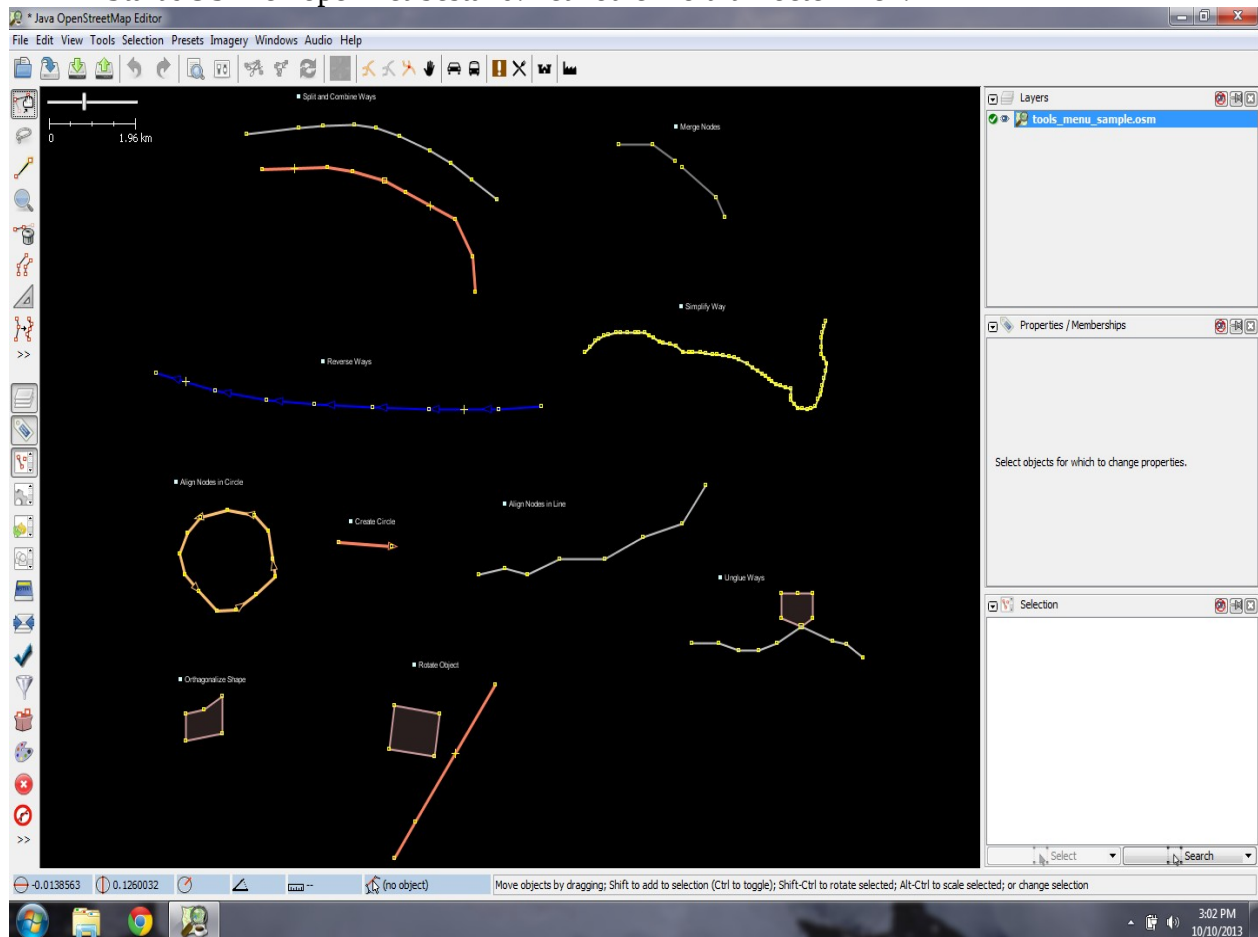 * Java OpenStreetMap Editor
File Edit View Tools Selection Presets Imagery Windows Audio Help
0 1.96 km
Split and Combine Ways
Merge Nodes
Simplify Way
Reverse Ways
Align Nodes in Circle
Create Circle
Align Nodes in Line
Unglue Ways
Orthagonalize Shape
Rotate Object
>>
>>
Layers
tools_menu_sample.osm
Properties / Memberships
Select objects for which to change properties.
Selection
Select
Search
-0.0138563 0.1260032 -- (no object) Move objects by dragging; Shift to add to selection (Ctrl to toggle); Shift-Ctrl to rotate selected; Alt-Ctrl to scale selected; or change selection
3:02 PM
10/10/2013